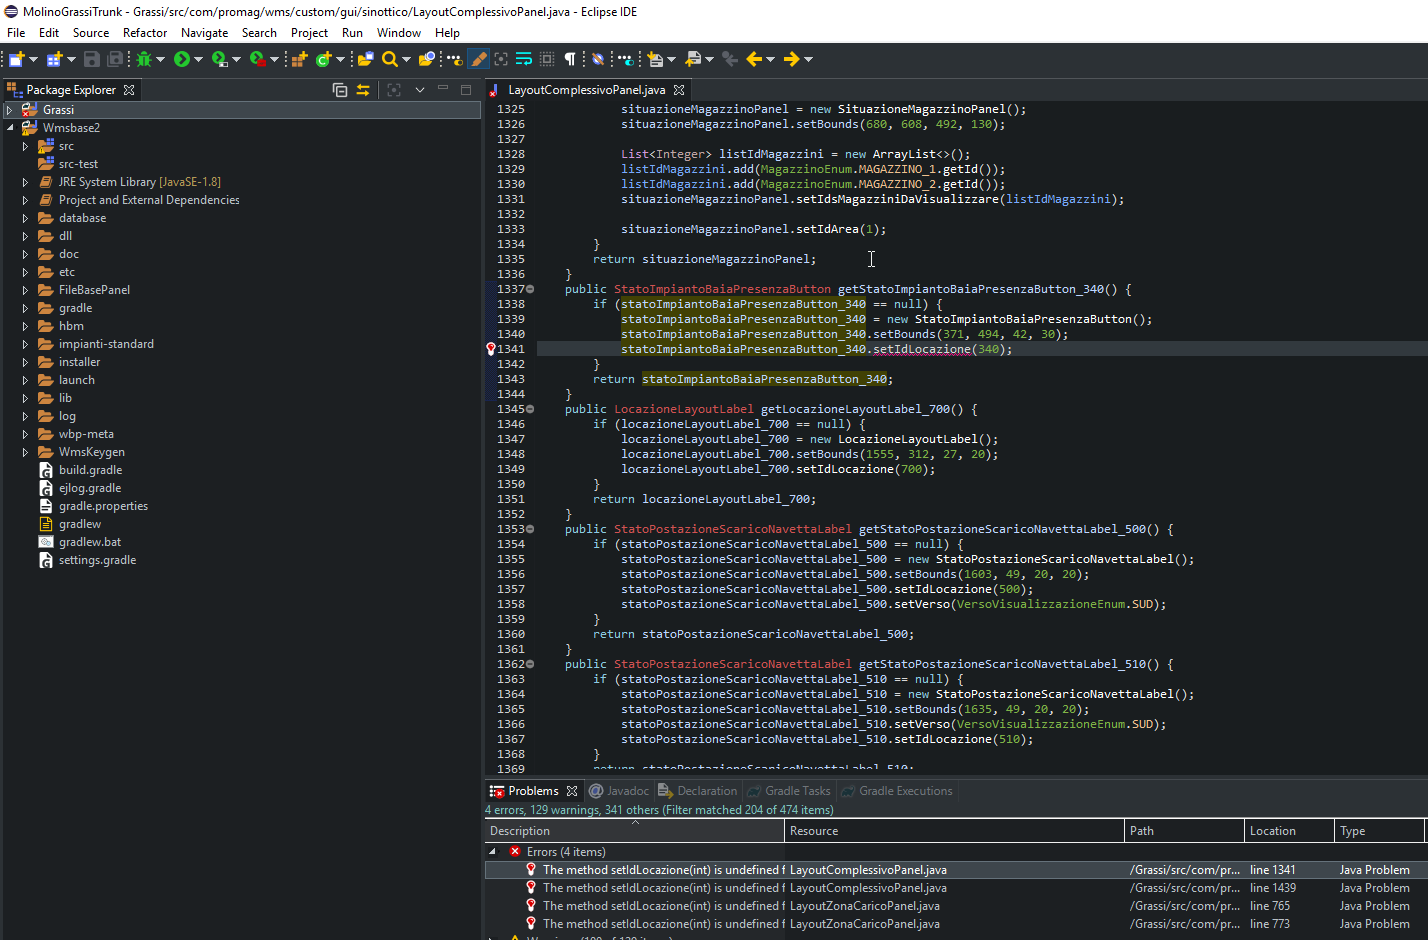 MolinoGrassiTrunk - Grassi/src/com/promag/wms/custom/gui/sinottico/LayoutComplessivoPanel.java - Eclipse IDE
File Edit Source Refactor Navigate Search Project Run Window Help
Package Explorer
Grassi
Wmsbase2
src
src-test
JRE System Library [JavaSE-1.8]
Project and External Dependencies
database
dll
doc
etc
FileBasePanel
gradle
hbm
impianti-standard
installer
launch
lib
log
wbp-meta
WmsKeygen
build.gradle
ejlog.gradle
gradle.properties
gradlew
gradlew.bat
settings.gradle
LayoutComplessivoPanel.java
1325 situazioneMagazzinoPanel = new SituazioneMagazzinoPanel();
1326 situazioneMagazzinoPanel.setBounds(680, 608, 492, 130);
1327
1328 List<Integer> listIdMagazzini = new ArrayList<>();
1329 listIdMagazzini.add(MagazzinoEnum.MAGAZZINO_1.getId());
1330 listIdMagazzini.add(MagazzinoEnum.MAGAZZINO_2.getId());
1331 situazioneMagazzinoPanel.setIdsMagazziniDaVisualizzare(listIdMagazzini);
1332
1333 situazioneMagazzinoPanel.setIdArea(1);
1334 }
1335 return situazioneMagazzinoPanel;
1336 }
1337 public StatoImpiantoBaiaPresenzaButton getStatoImpiantoBaiaPresenzaButton_340() {
1338 if (statoImpiantoBaiaPresenzaButton_340 == null) {
1339 statoImpiantoBaiaPresenzaButton_340 = new StatoImpiantoBaiaPresenzaButton();
1340 statoImpiantoBaiaPresenzaButton_340.setBounds(371, 494, 42, 30);
1341 statoImpiantoBaiaPresenzaButton_340.setIdLocazione(340);
1342 }
1343 return statoImpiantoBaiaPresenzaButton_340;
1344 }
1345 public LocazioneLayoutLabel getLocazioneLayoutLabel_700() {
1346 if (locazioneLayoutLabel_700 == null) {
1347 locazioneLayoutLabel_700 = new LocazioneLayoutLabel();
1348 locazioneLayoutLabel_700.setBounds(1555, 312, 27, 20);
1349 locazioneLayoutLabel_700.setIdLocazione(700);
1350 }
1351 return locazioneLayoutLabel_700;
1352 }
1353 public StatoPostazioneScaricoNavettaLabel getStatoPostazioneScaricoNavettaLabel_500() {
1354 if (statoPostazioneScaricoNavettaLabel_500 == null) {
1355 statoPostazioneScaricoNavettaLabel_500 = new StatoPostazioneScaricoNavettaLabel();
1356 statoPostazioneScaricoNavettaLabel_500.setBounds(1603, 49, 20, 20);
1357 statoPostazioneScaricoNavettaLabel_500.setIdLocazione(500);
1358 statoPostazioneScaricoNavettaLabel_500.setVerso(VersoVisualizzazioneEnum.SUD);
1359 }
1360 return statoPostazioneScaricoNavettaLabel_500;
1361 }
1362 public StatoPostazioneScaricoNavettaLabel getStatoPostazioneScaricoNavettaLabel_510() {
1363 if (statoPostazioneScaricoNavettaLabel_510 == null) {
1364 statoPostazioneScaricoNavettaLabel_510 = new StatoPostazioneScaricoNavettaLabel();
1365 statoPostazioneScaricoNavettaLabel_510.setBounds(1635, 49, 20, 20);
1366 statoPostazioneScaricoNavettaLabel_510.setVerso(VersoVisualizzazioneEnum.SUD);
1367 statoPostazioneScaricoNavettaLabel_510.setIdLocazione(510);
1368 }
1369 return statoPostazioneScaricoNavettaLabel_510;
Problems Javadoc Declaration Gradle Tasks Gradle Executions
4 errors, 129 warnings, 341 others (Filter matched 204 of 474 items)
Description Resource Path Location Type
Errors (4 items)
The method setIdLocazione(int) is undefined f LayoutComplessivoPanel.java /Grassi/src/com/pr... line 1341 Java Problem
The method setIdLocazione(int) is undefined f LayoutComplessivoPanel.java /Grassi/src/com/pr... line 1439 Java Problem
The method setIdLocazione(int) is undefined f LayoutZonaCaricoPanel.java /Grassi/src/com/pr... line 765 Java Problem
The method setIdLocazione(int) is undefined f LayoutZonaCaricoPanel.java /Grassi/src/com/pr... line 773 Java Problem